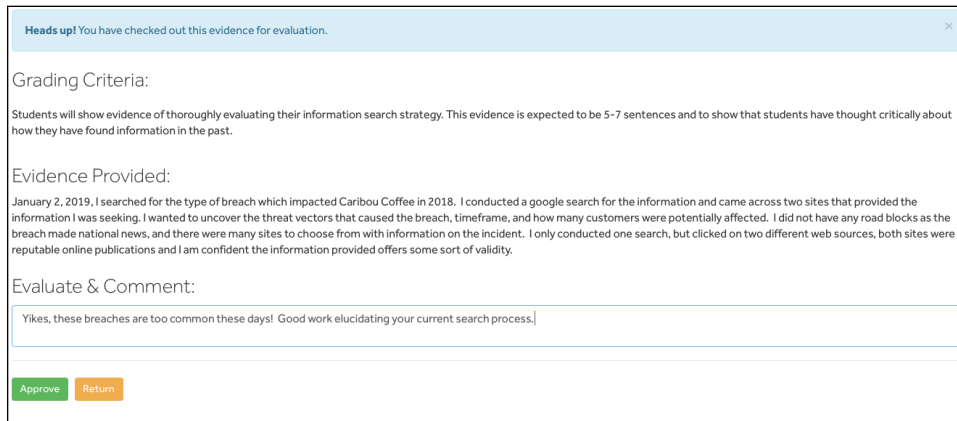 Heads up! You have checked out this evidence for evaluation.
×
Grading Criteria:
Students will show evidence of thoroughly evaluating their information search strategy. This evidence is expected to be 5-7 sentences and to show that students have thought critically about
how they have found information in the past.
Evidence Provided:
January 2, 2019, I searched for the type of breach which impacted Caribou Coffee in 2018. I conducted a google search for the information and came across two sites that provided the
information I was seeking. I wanted to uncover the threat vectors that caused the breach, timeframe, and how many customers were potentially affected. I did not have any road blocks as the
breach made national news, and there were many sites to choose from with information on the incident. I only conducted one search, but clicked on two different web sources, both sites were
reputable online publications and I am confident the information provided offers some sort of validity.
Evaluate & Comment:
Yikes, these breaches are too common these days! Good work elucidating your current search process.
Approve Return